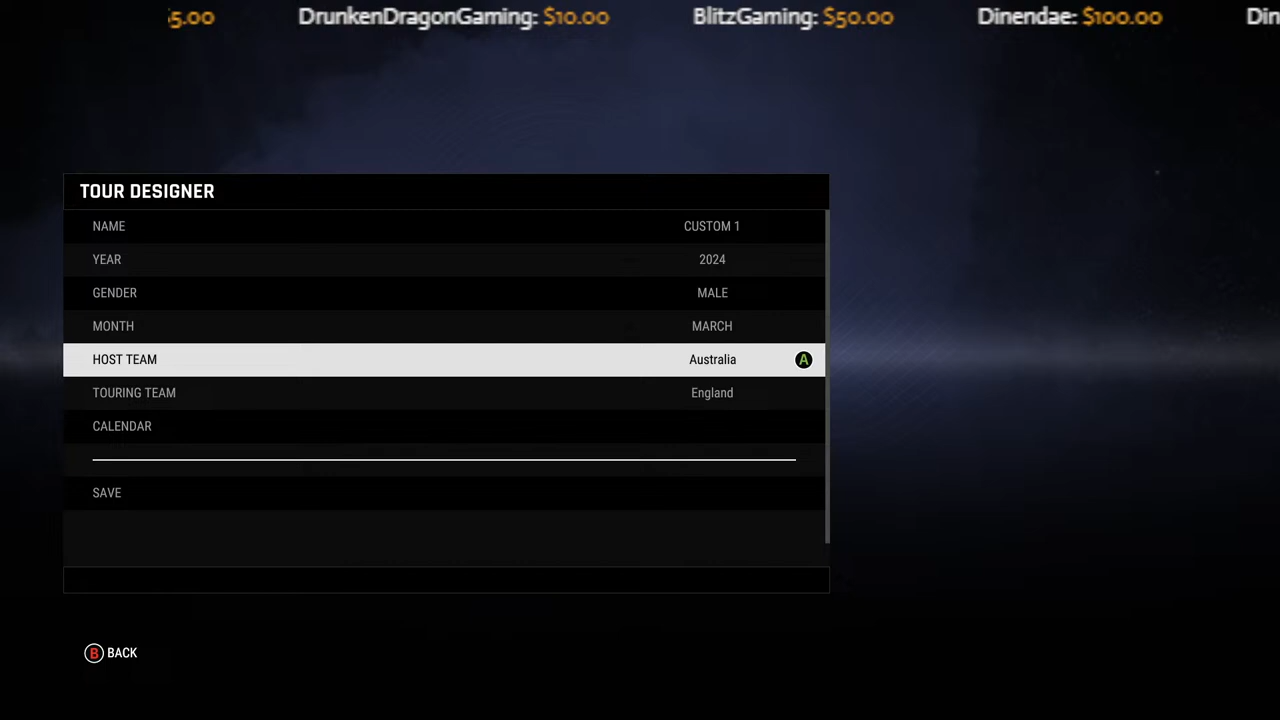 5.00 DrunkenDragonGaming: $10.00 BlitzGaming: $50.00 Dinendae: $100.00 Din
TOUR DESIGNER
NAME CUSTOM 1
YEAR 2024
GENDER MALE
MONTH MARCH
HOST TEAM Australia A
TOURING TEAM England
CALENDAR
SAVE
B BACK